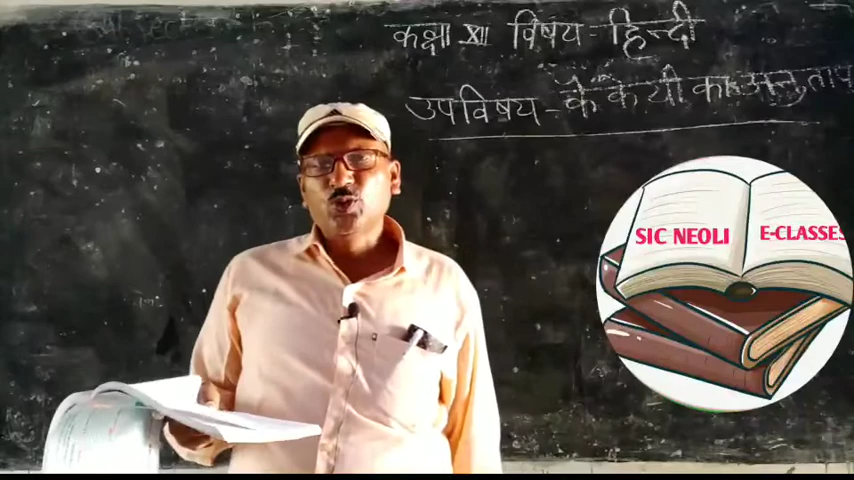 कक्षा XII विषय - हिन्दी
उपविषय - कैकेयी का अनुताप
SIC NEOLI E-CLASSES